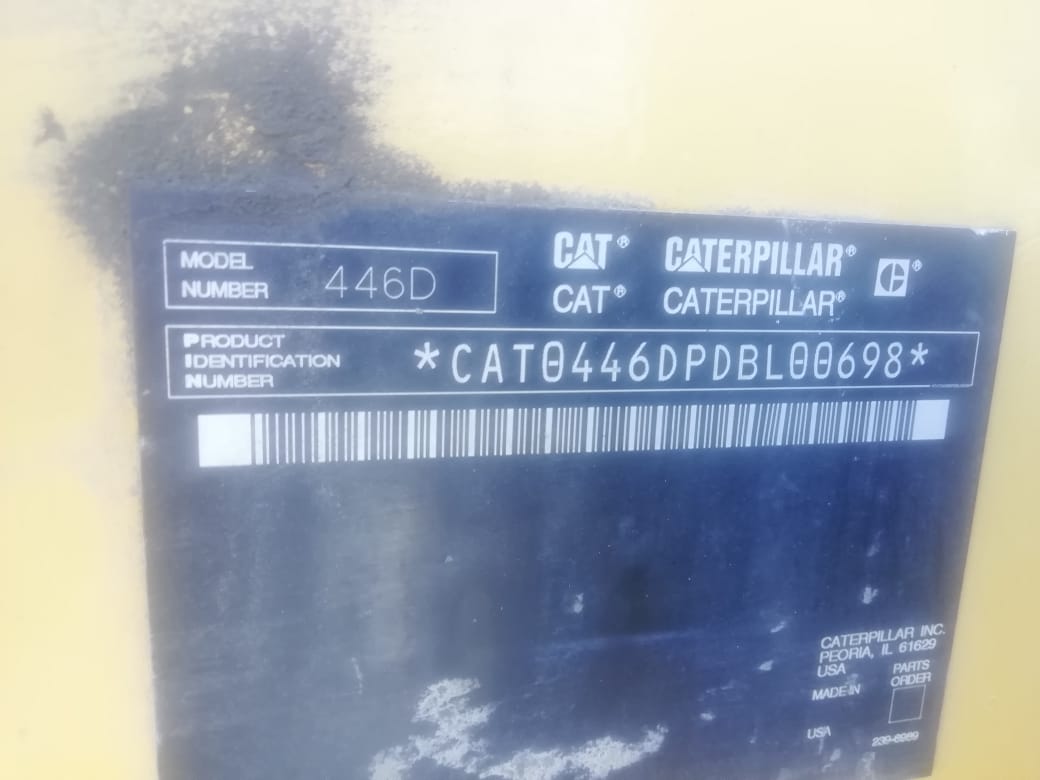 MODEL
NUMBER 446D
CAT® CATERPILLAR®
CAT® CATERPILLAR®
C®
PRODUCT
IDENTIFICATION
NUMBER
*CAT0446DPDBL00698*
CATERPILLAR INC.
PEORIA, IL 61629
USA
PARTS
ORDER
MADE IN
USA
239-6989